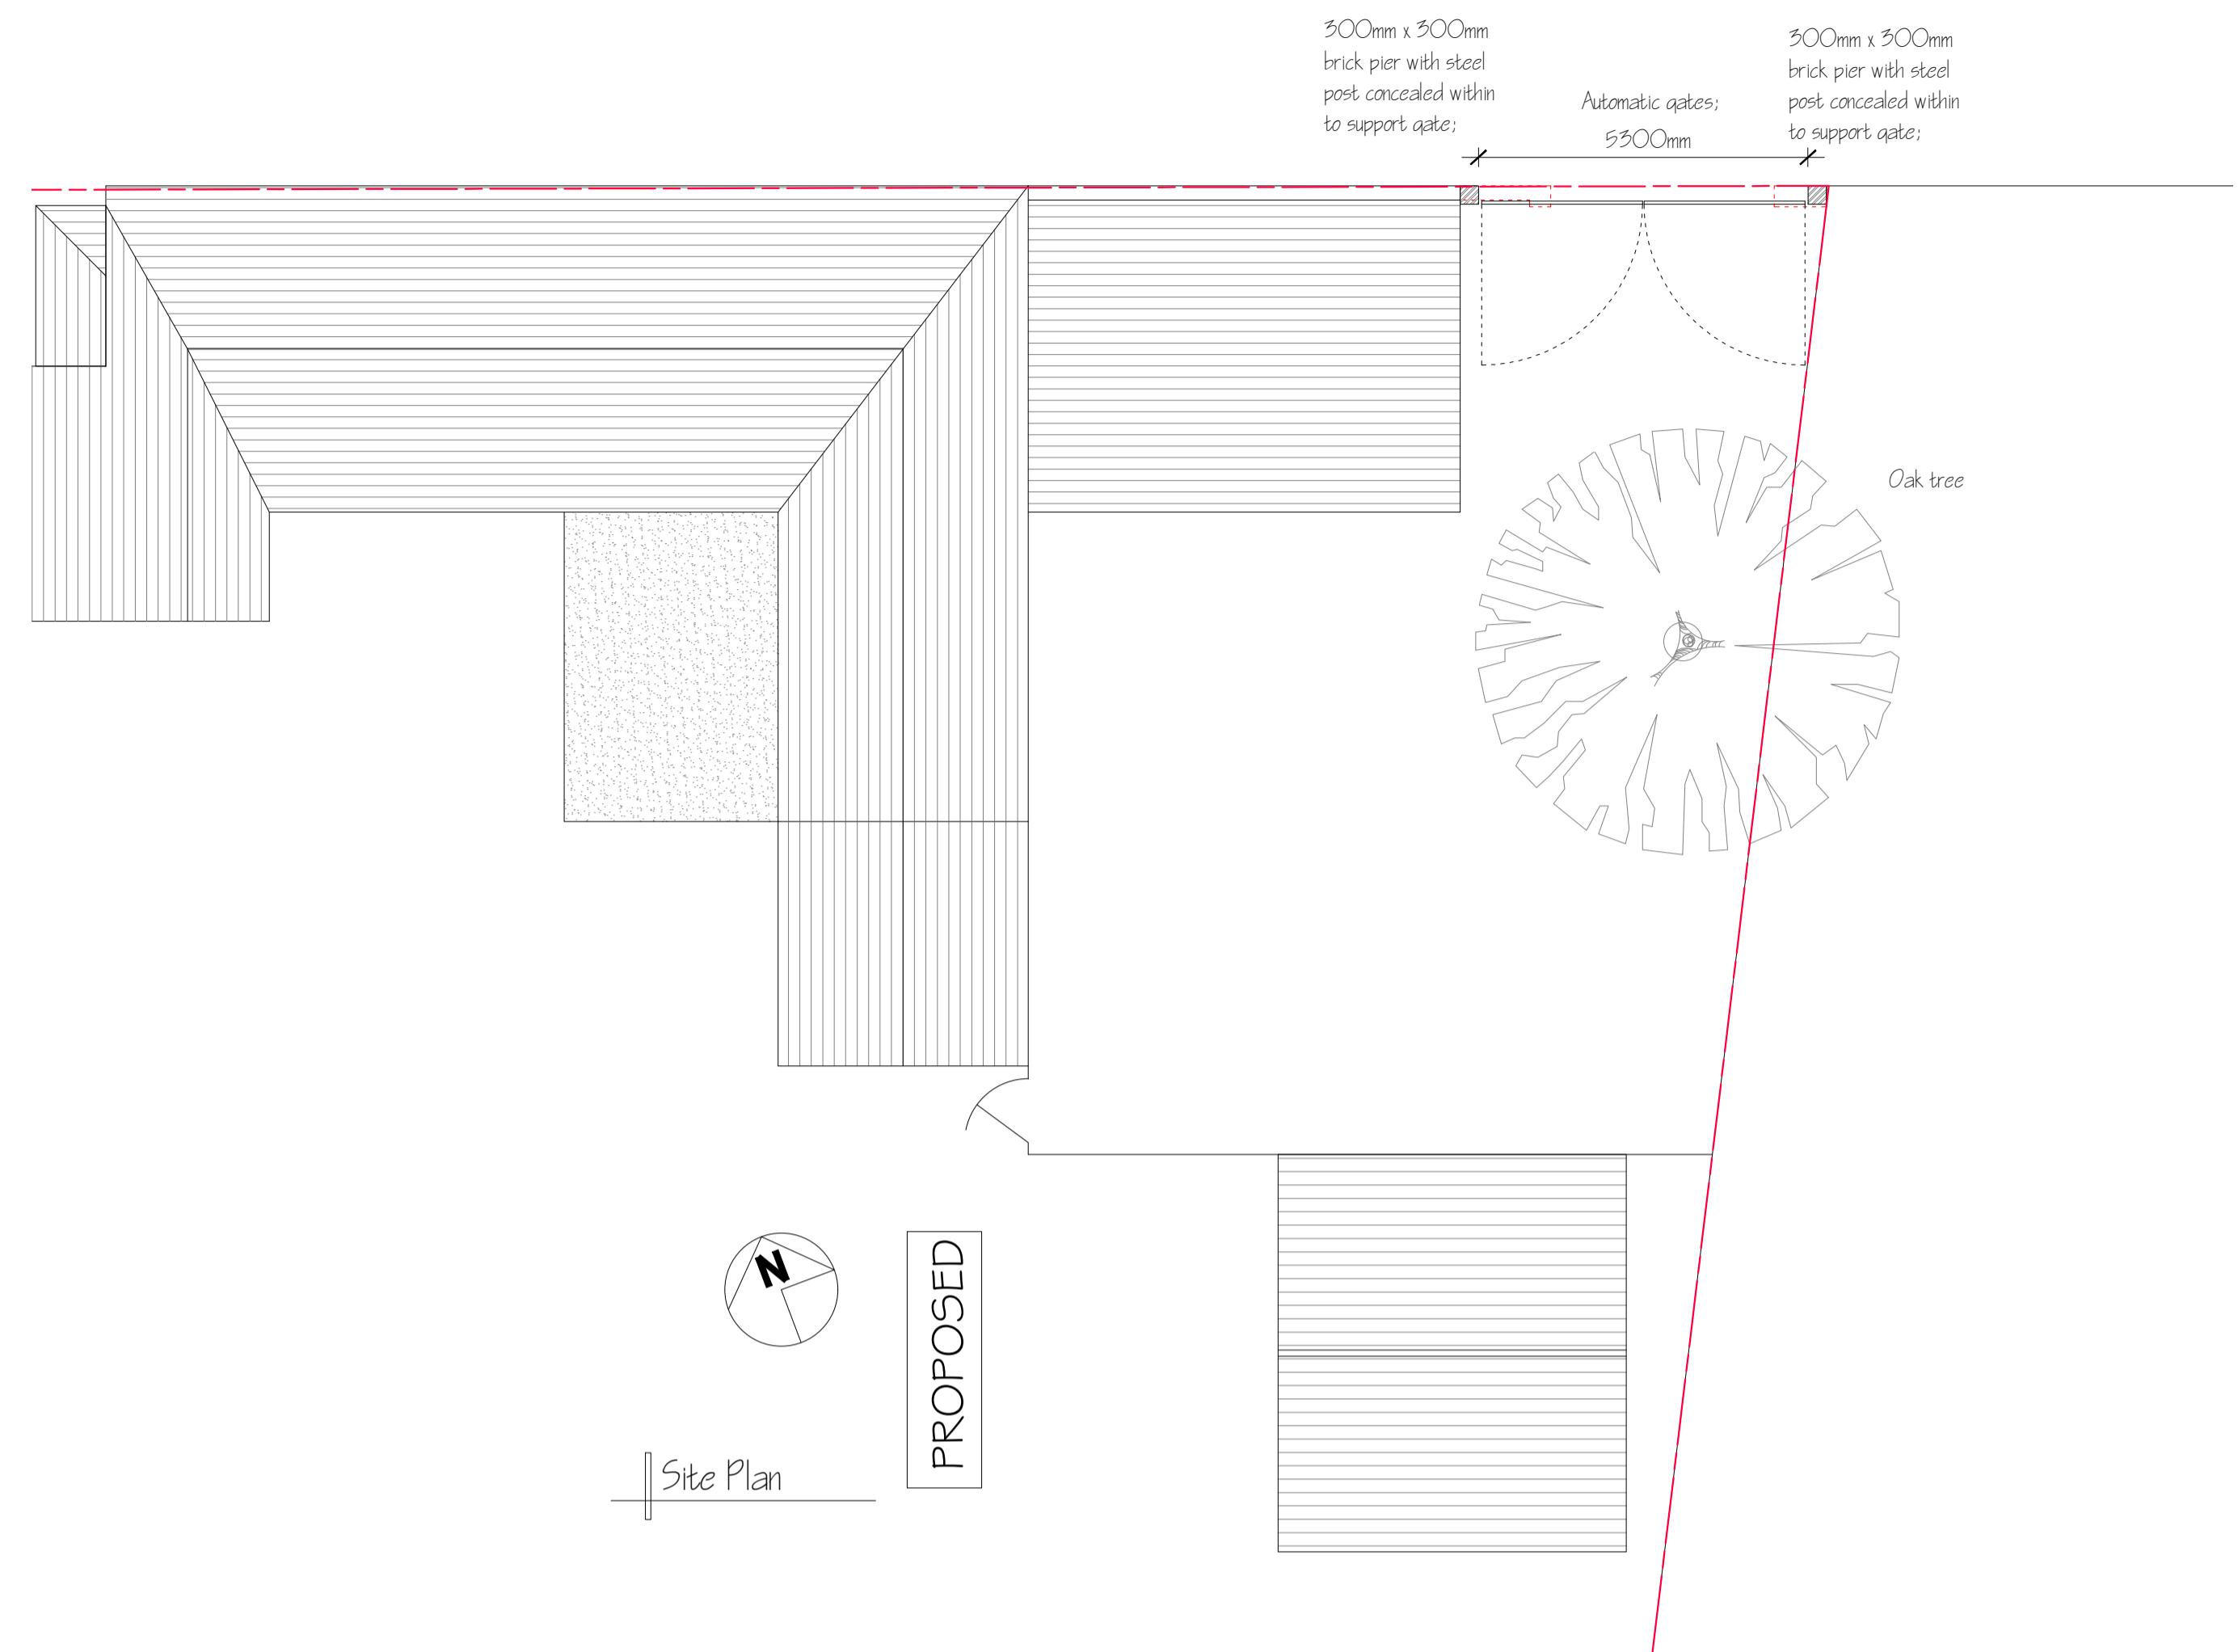 300mm x 300mm
brick pier with steel
post concealed within
to support gate;
Automatic gates;
5300mm
300mm x 300mm
brick pier with steel
post concealed within
to support gate;
Oak tree
N
PROPOSED
Site Plan